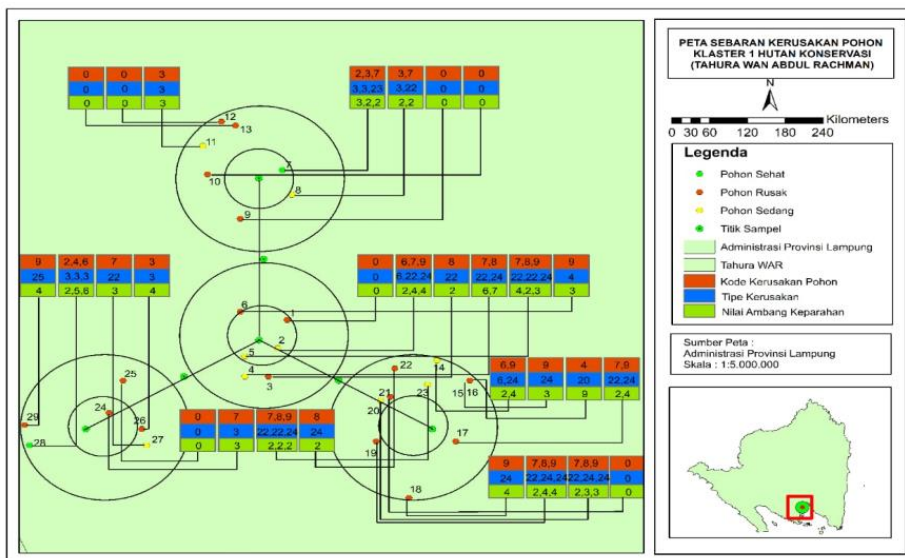 PETA SEBARAN KERUSAKAN POHON
KLASTER 1 HUTAN KONSERVASI
(TAHURA WAN ABDUL RACHMAN)
N
Kilometers
0 30 60 120 180 240
Legenda
Pohon Sehat
Pohon Rusak
Pohon Sedang
Titik Sampel
Administrasi Provinsi Lampung
Tahura WAR
Kode Kerusakan Pohon
Tipe Kerusakan
Nilai Ambang Keparahan
Sumber Peta :
Administrasi Provinsi Lampung
Skala : 1:5.000.000
0 0 3
0 0 3
0 0 3
2,3,7 3,7 0 0
3,3,23 3,22 0 0
3,2,2 2,2 0 0
12
13
11
7
10
8
9
9 2,4,6 7 3
25 3,3,3 22 3
4 2,5,6 3 4
0 6,7,9 8 7,8 7,8,9 9
0 6,22,24 22 22,24 22,22,24 4
0 2,4,4 2 6,7 4,2,3 3
6
1
2
5
4
3
14
22
23
21
20
15 16
17
19
18
6,9 9 4 7,9
6,24 24 20 22,24
2,4 3 9 2,4
25
24
26
29
28
27
0 7 7,8,9 8
0 3 22,22,24 24
0 3 2,2,2 2
9 7,8,9 7,8,9 0
24 22,24,24 22,24,24 0
4 2,4,4 2,3,3 0